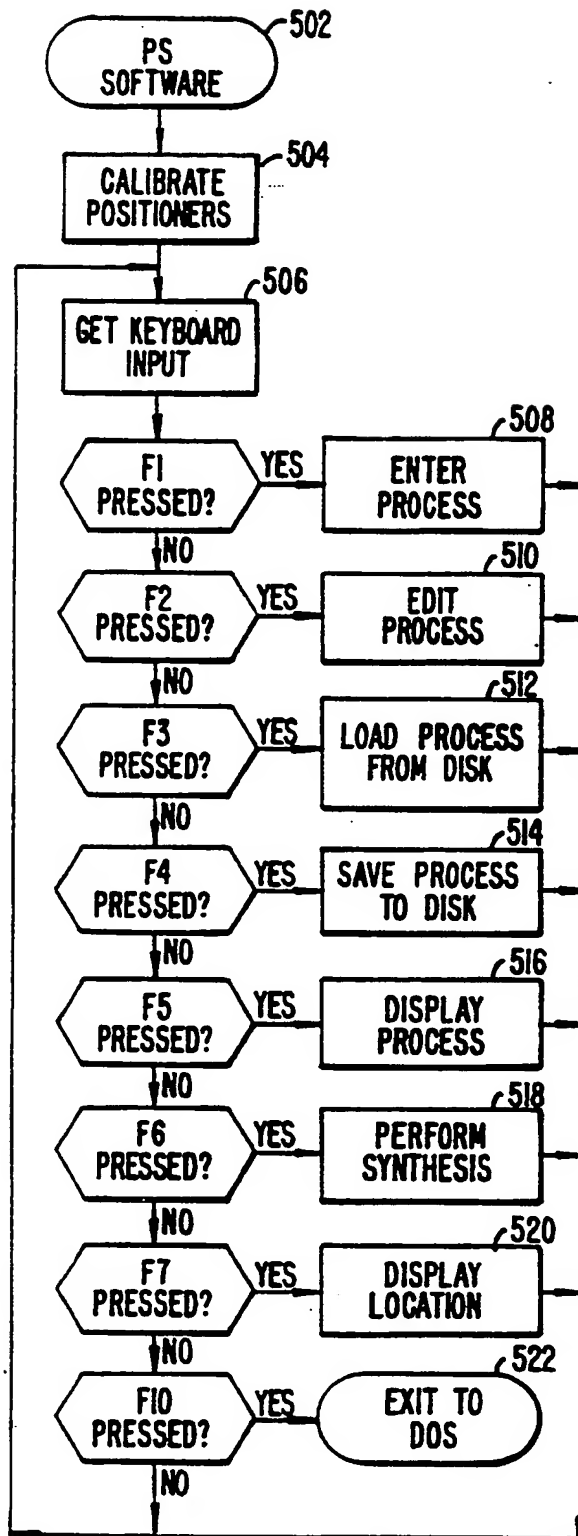 502
PS
SOFTWARE
504
CALIBRATE
POSITIONERS
506
GET KEYBOARD
INPUT
508
F1
PRESSED?
YES
ENTER
PROCESS
NO
510
F2
PRESSED?
YES
EDIT
PROCESS
NO
512
F3
PRESSED?
YES
LOAD PROCESS
FROM DISK
NO
514
F4
PRESSED?
YES
SAVE PROCESS
TO DISK
NO
516
F5
PRESSED?
YES
DISPLAY
PROCESS
NO
518
F6
PRESSED?
YES
PERFORM
SYNTHESIS
NO
520
F7
PRESSED?
YES
DISPLAY
LOCATION
NO
522
F10
PRESSED?
YES
EXIT TO
DOS
NO